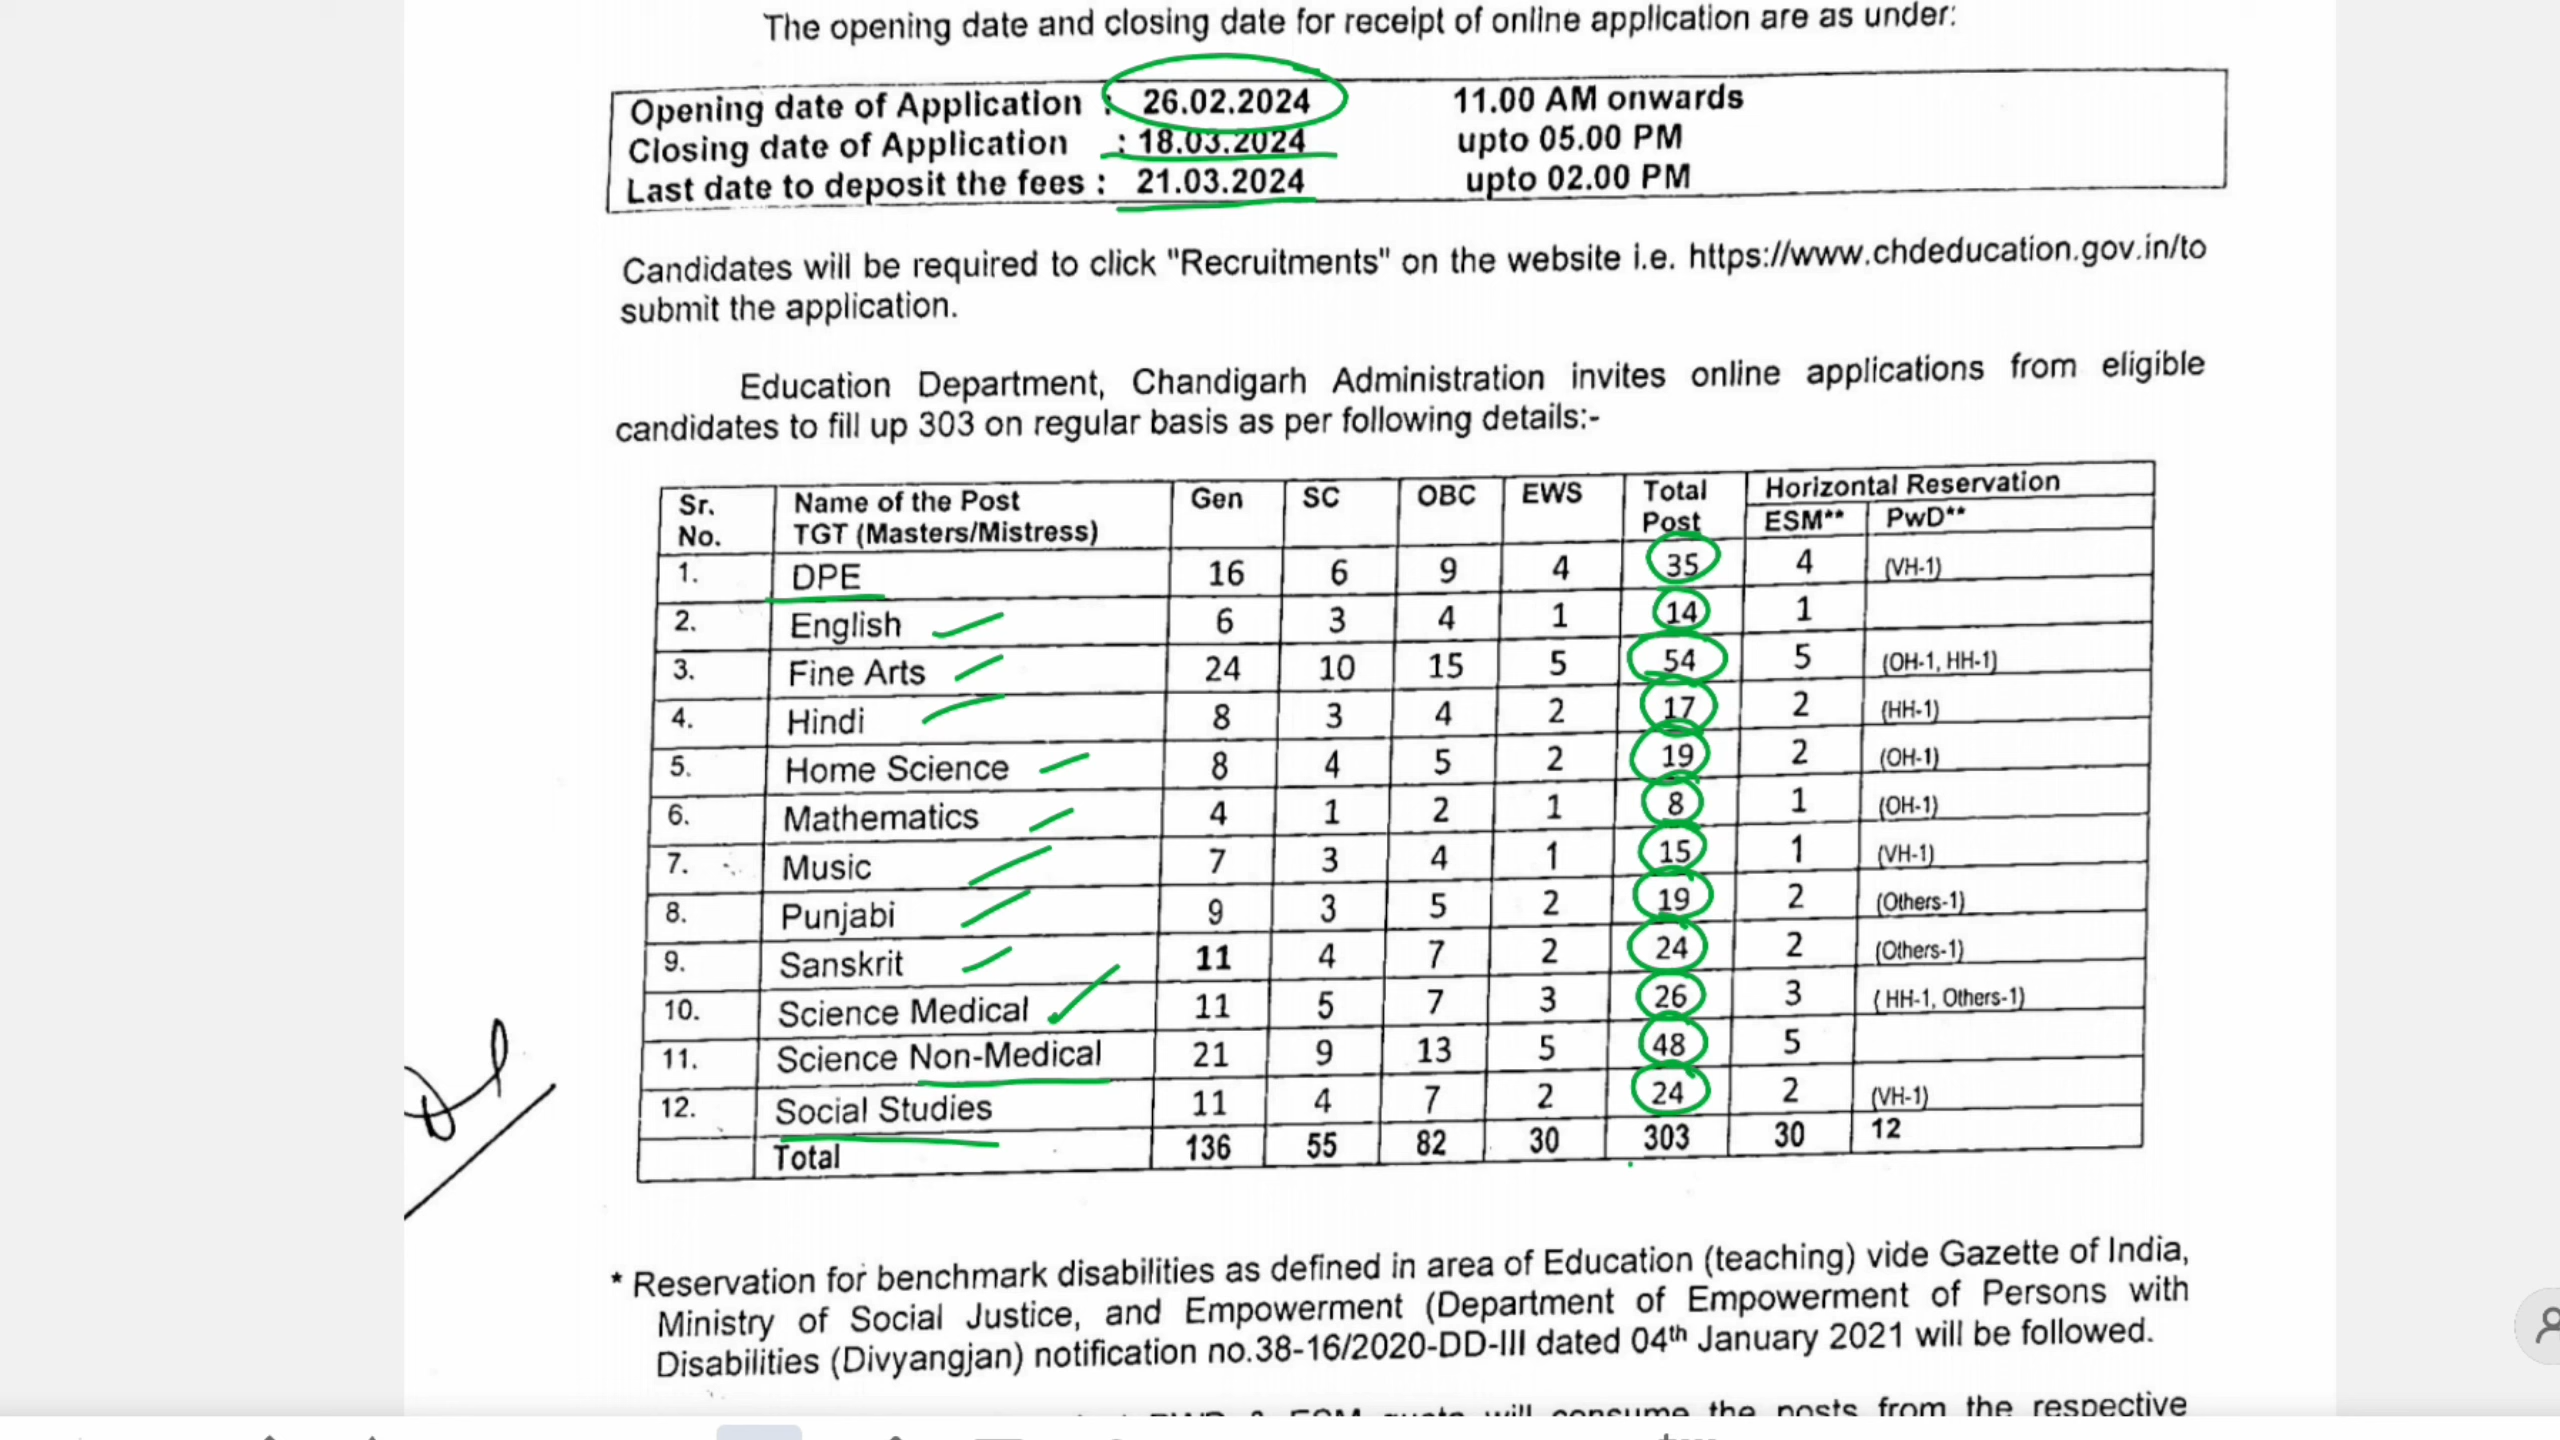 The opening date and closing date for receipt of online application are as under:
Opening date of Application : 26.02.2024 11.00 AM onwards
Closing date of Application : 18.03.2024 upto 05.00 PM
Last date to deposit the fees : 21.03.2024 upto 02.00 PM
Candidates will be required to click "Recruitments" on the website i.e. https://www.chdeducation.gov.in/to
submit the application.
Education Department, Chandigarh Administration invites online applications from eligible
candidates to fill up 303 on regular basis as per following details:-
Sr. No. Name of the Post TGT (Masters/Mistress) Gen SC OBC EWS Total Post Horizontal Reservation
ESM** PwD**
1. DPE 16 6 9 4 35 4 (VH-1)
2. English 6 3 4 1 14 1
3. Fine Arts 24 10 15 5 54 5 (OH-1, HH-1)
4. Hindi 8 3 4 2 17 2 (HH-1)
5. Home Science 8 4 5 2 19 2 (OH-1)
6. Mathematics 4 1 2 1 8 1 (OH-1)
7. Music 7 3 4 1 15 1 (VH-1)
8. Punjabi 9 3 5 2 19 2 (Others-1)
9. Sanskrit 11 4 7 2 24 2 (Others-1)
10. Science Medical 11 5 7 3 26 3 ( HH-1, Others-1)
11. Science Non-Medical 21 9 13 5 48 5
12. Social Studies 11 4 7 2 24 2 (VH-1)
Total 136 55 82 30 303 30 12
* Reservation for benchmark disabilities as defined in area of Education (teaching) vide Gazette of India,
Ministry of Social Justice, and Empowerment (Department of Empowerment of Persons with
Disabilities (Divyangjan) notification no.38-16/2020-DD-III dated 04th January 2021 will be followed.
will consume the posts from the respective